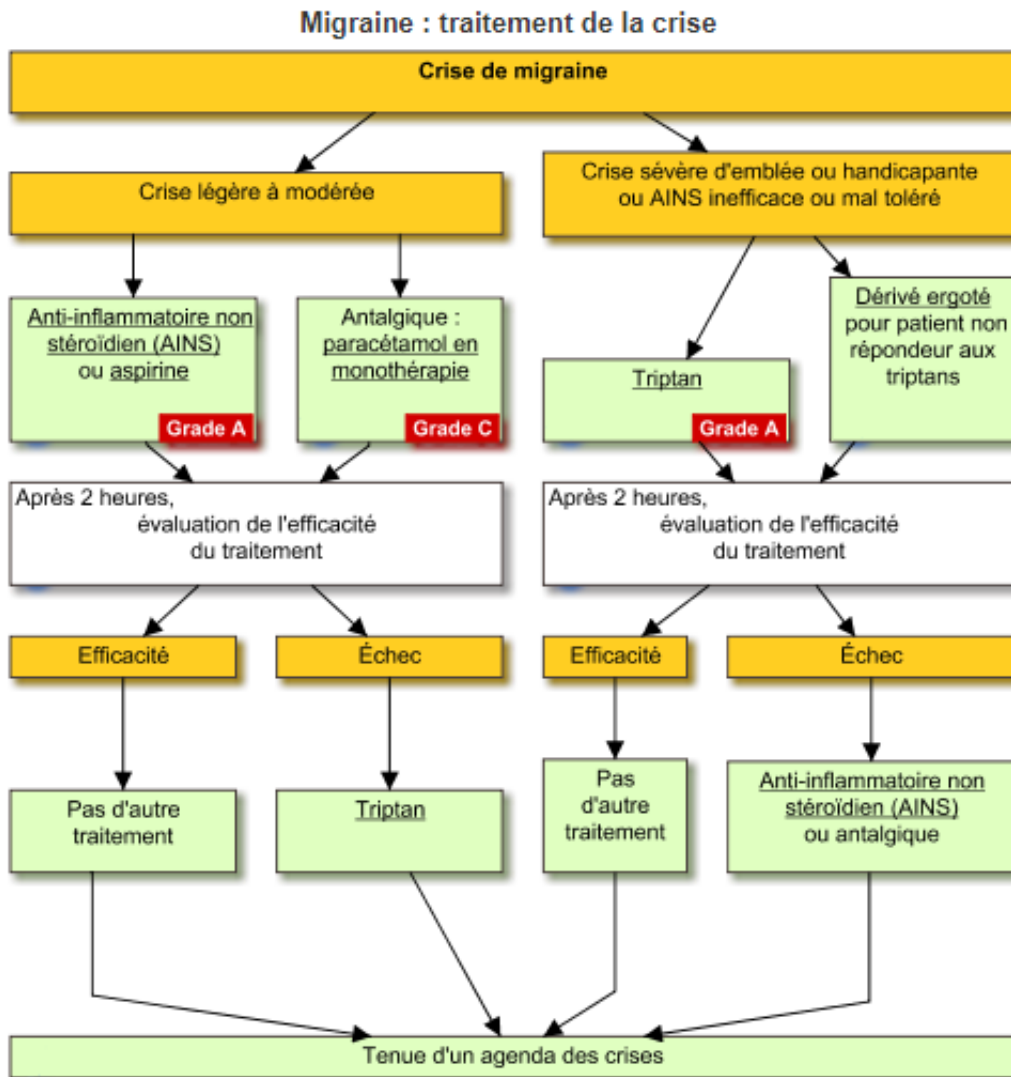 Migraine : traitement de la crise
Crise de migraine
Crise légère à modérée
Crise sévère d'emblée ou handicapante
ou AINS inefficace ou mal toléré
Anti-inflammatoire non
stéroïdien (AINS)
ou aspirine
Grade A
Antalgique :
paracétamol en
monothérapie
Grade C
Triptan
Grade A
Dérivé ergoté
pour patient non
répondeur aux
triptans
Après 2 heures,
évaluation de l'efficacité
du traitement
Après 2 heures,
évaluation de l'efficacité
du traitement
Efficacité
Échec
Efficacité
Échec
Pas d'autre
traitement
Triptan
Pas
d'autre
traitement
Anti-inflammatoire non
stéroïdien (AINS)
ou antalgique
Tenue d'un agenda des crises